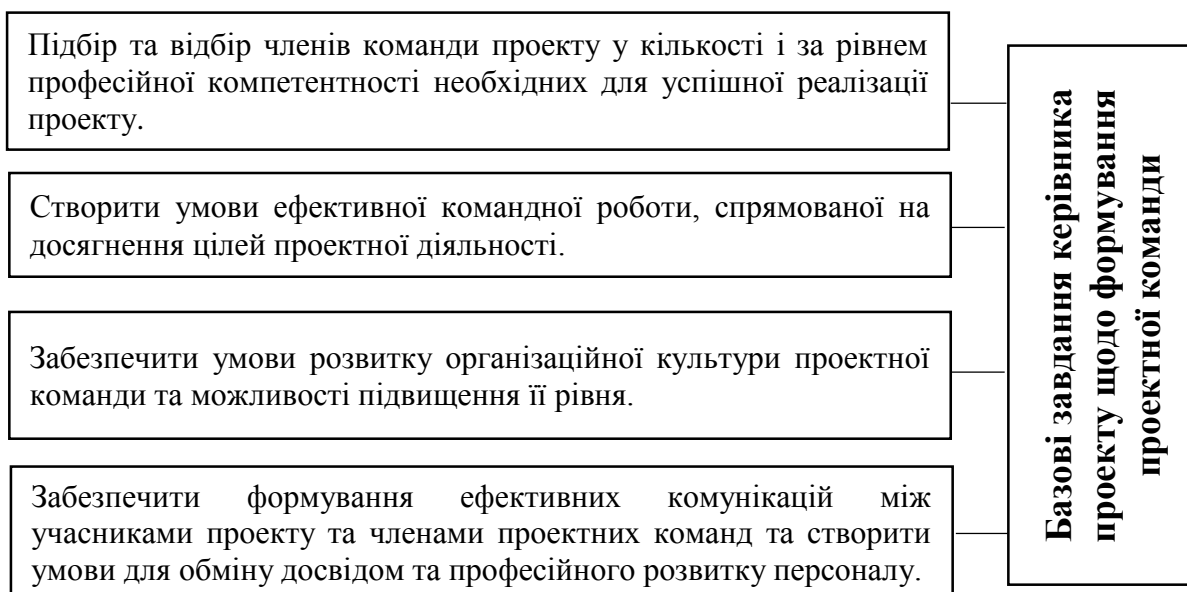 Підбір та відбір членів команди проекту у кількості і за рівнем
професійної компетентності необхідних для успішної реалізації
проекту.
Створити умови ефективної командної роботи, спрямованої на
досягнення цілей проектної діяльності.
Забезпечити умови розвитку організаційної культури проектної
команди та можливості підвищення її рівня.
Забезпечити формування ефективних комунікацій між
учасниками проекту та членами проектних команд та створити
умови для обміну досвідом та професійного розвитку персоналу.
Базові завдання керівника
проекту щодо формування
проектної команди